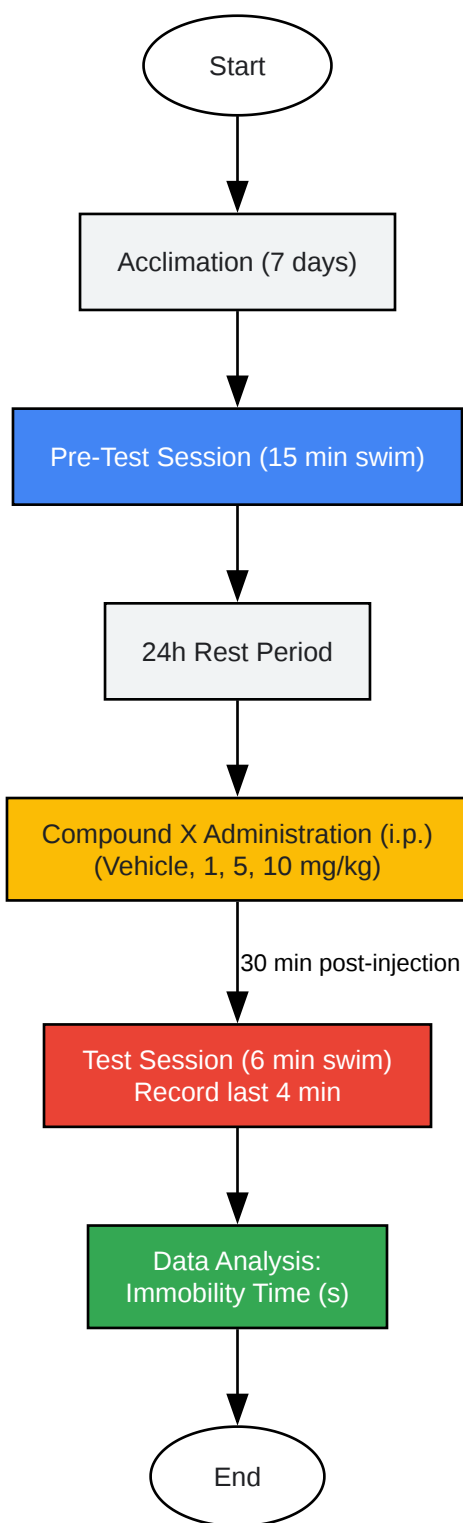 Start
Acclimation (7 days)
Pre-Test Session (15 min swim)
24h Rest Period
Compound X Administration (i.p.)
(Vehicle, 1, 5, 10 mg/kg)
30 min post-injection
Test Session (6 min swim)
Record last 4 min
Data Analysis:
Immobility Time (s)
End